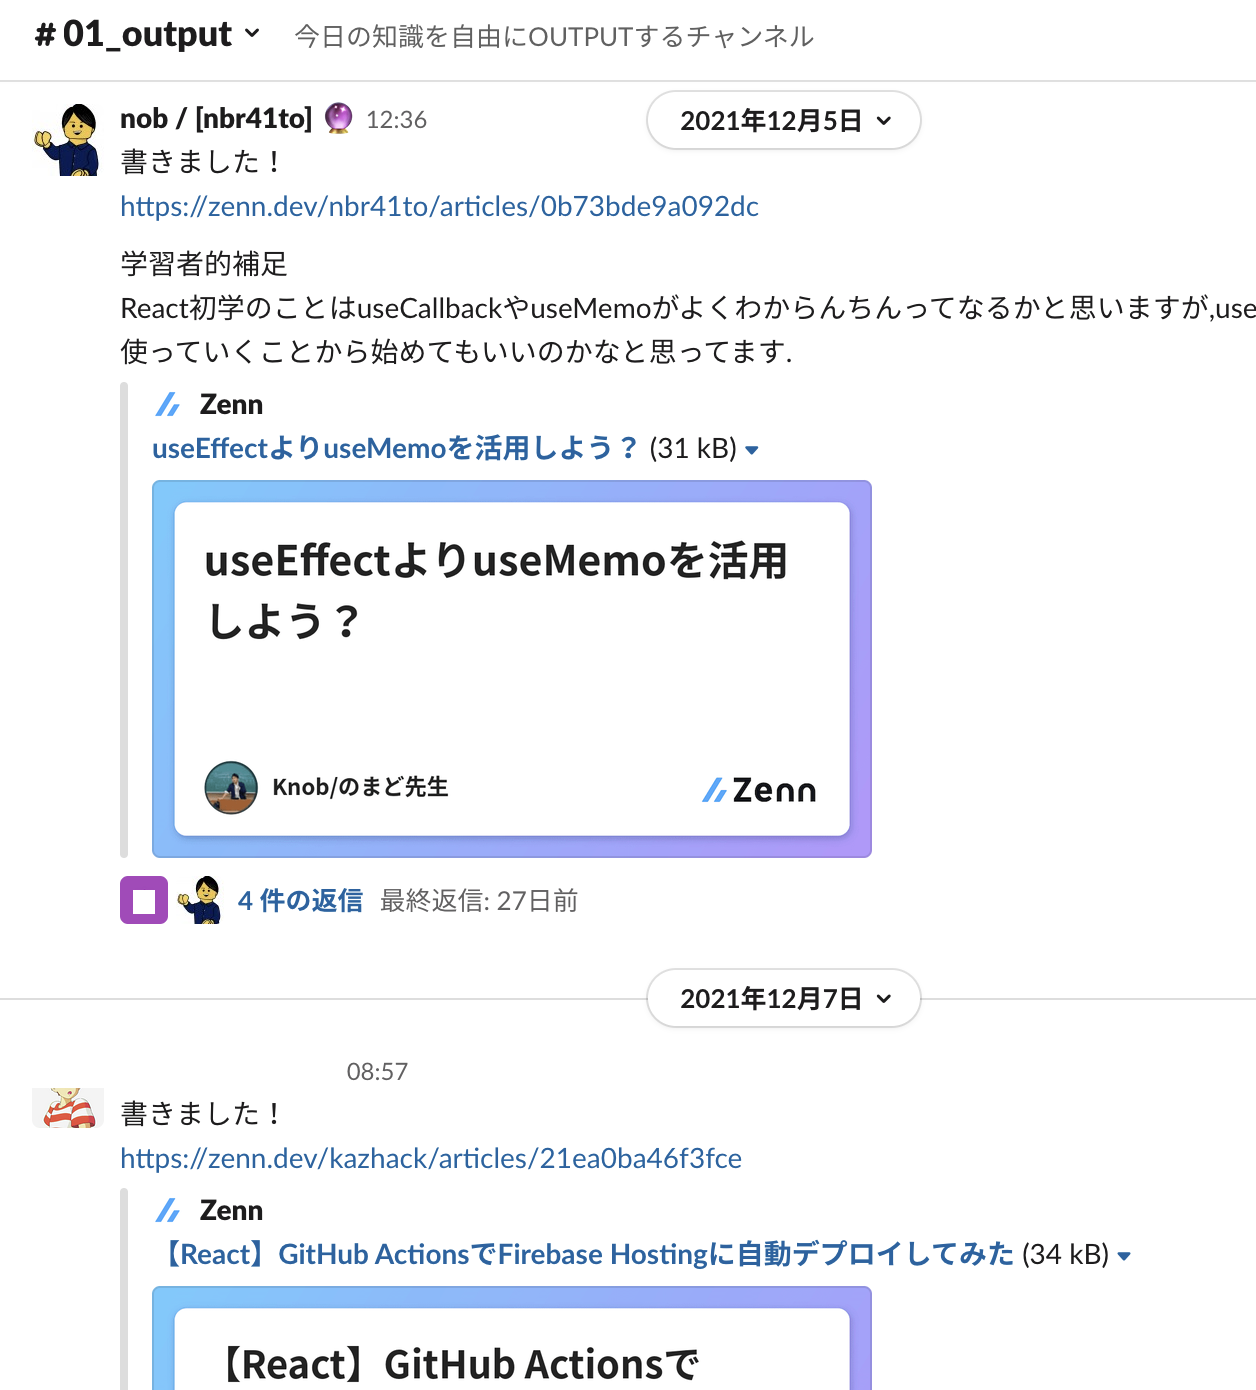 # 01_output 今日の知識を自由にOUTPUTするチャンネル
nob / [nbr41to] 12:36
2021年12月5日
書きました！
https://zenn.dev/nbr41to/articles/0b73bde9a092dc
学習者的補足
React初学のことはuseCallbackやuseMemoがよくわからんちんってなるかと思いますが,use
使っていくことから始めてもいいのかなと思ってます.
Zenn
useEffectよりuseMemoを活用しよう？ (31 kB)
useEffectよりuseMemoを活用
しよう？
Knob/のまど先生
Zenn
4 件の返信 最終返信: 27日前
2021年12月7日
08:57
書きました！
https://zenn.dev/kazhack/articles/21ea0ba46f3fce
Zenn
【React】GitHub ActionsでFirebase Hostingに自動デプロイしてみた (34 kB)
【React】GitHub Actionsで